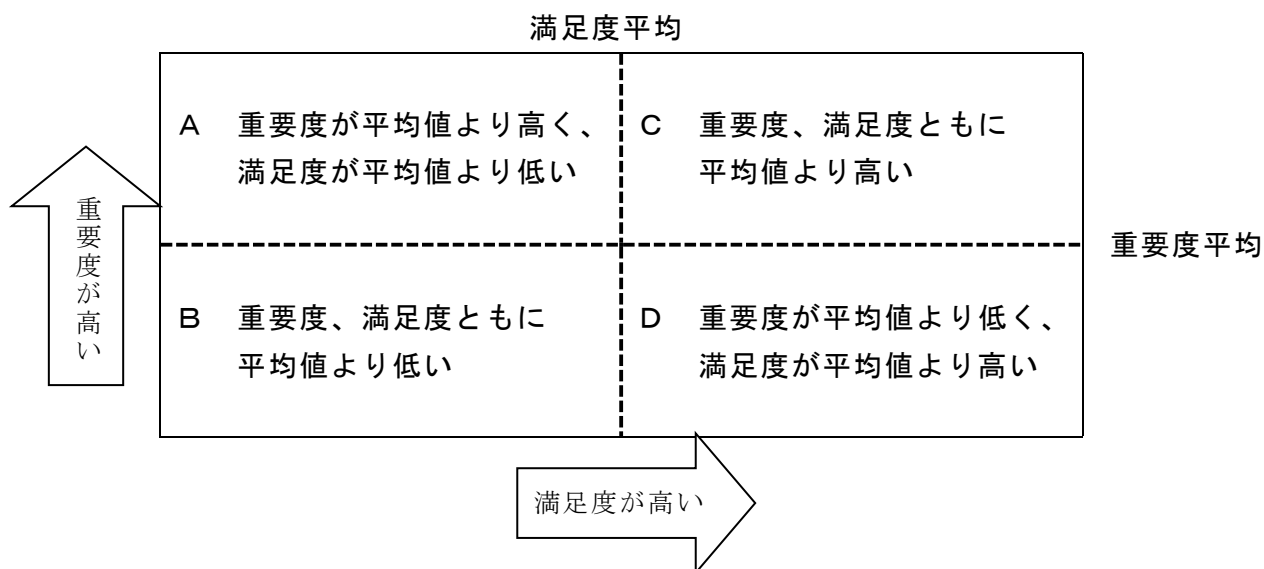 満足度平均
A 重要度が平均値より高く、
満足度が平均値より低い
C 重要度、満足度ともに
平均値より高い
重要度が高い
重要度平均
B 重要度、満足度ともに
平均値より低い
D 重要度が平均値より低く、
満足度が平均値より高い
満足度が高い